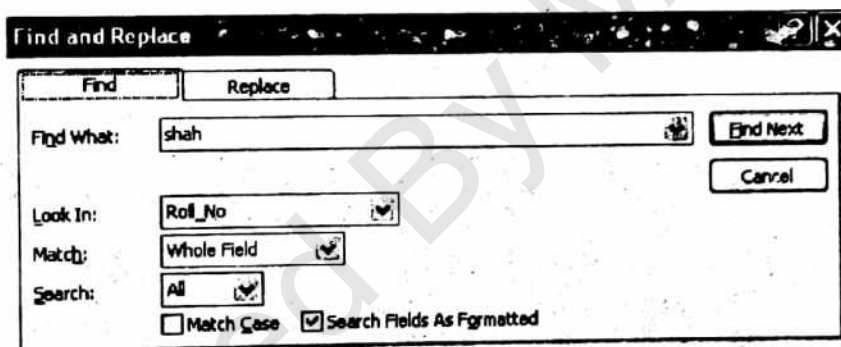 Find and Replace
Find Replace
Find What: shah Find Next
Cancel
Look In: Roll_No
Match: Whole Field
Search: All
Match Case Search Fields As Formatted